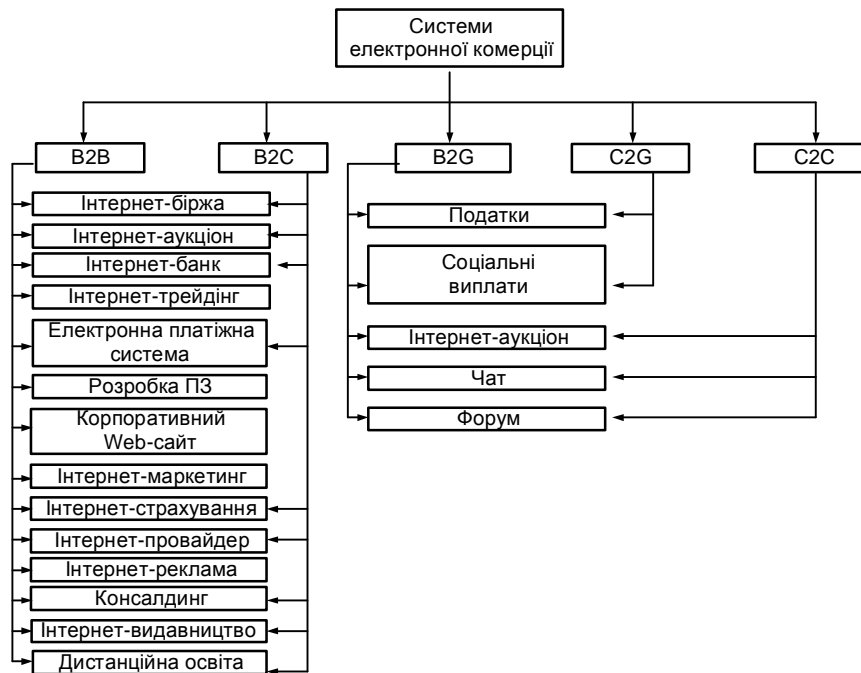 Системи
електронної комерції
B2B
B2C
B2G
C2G
C2C
Інтернет-біржа
Інтернет-аукціон
Інтернет-банк
Інтернет-трейдінг
Електронна платіжна
система
Розробка ПЗ
Корпоративний
Web-сайт
Інтернет-маркетинг
Інтернет-страхування
Інтернет-провайдер
Інтернет-реклама
Консалдинг
Інтернет-видавництво
Дистанційна освіта
Податки
Соціальні
виплати
Інтернет-аукціон
Чат
Форум